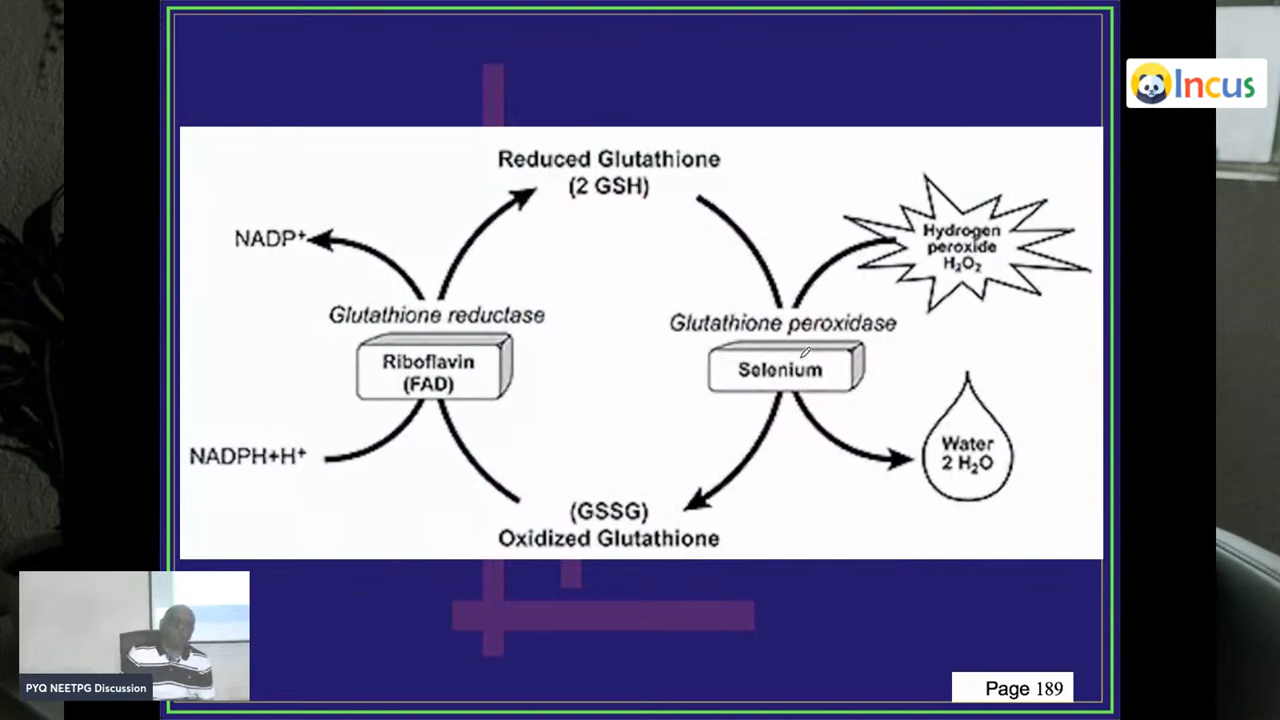 Incus
Reduced Glutathione
(2 GSH)
NADP⁺
Hydrogen
peroxide
H₂O₂
Glutathione reductase
Glutathione peroxidase
Riboflavin
(FAD)
Selenium
NADPH+H⁺
Water
2 H₂O
(GSSG)
Oxidized Glutathione
PYQ NEETPG Discussion
Page 189